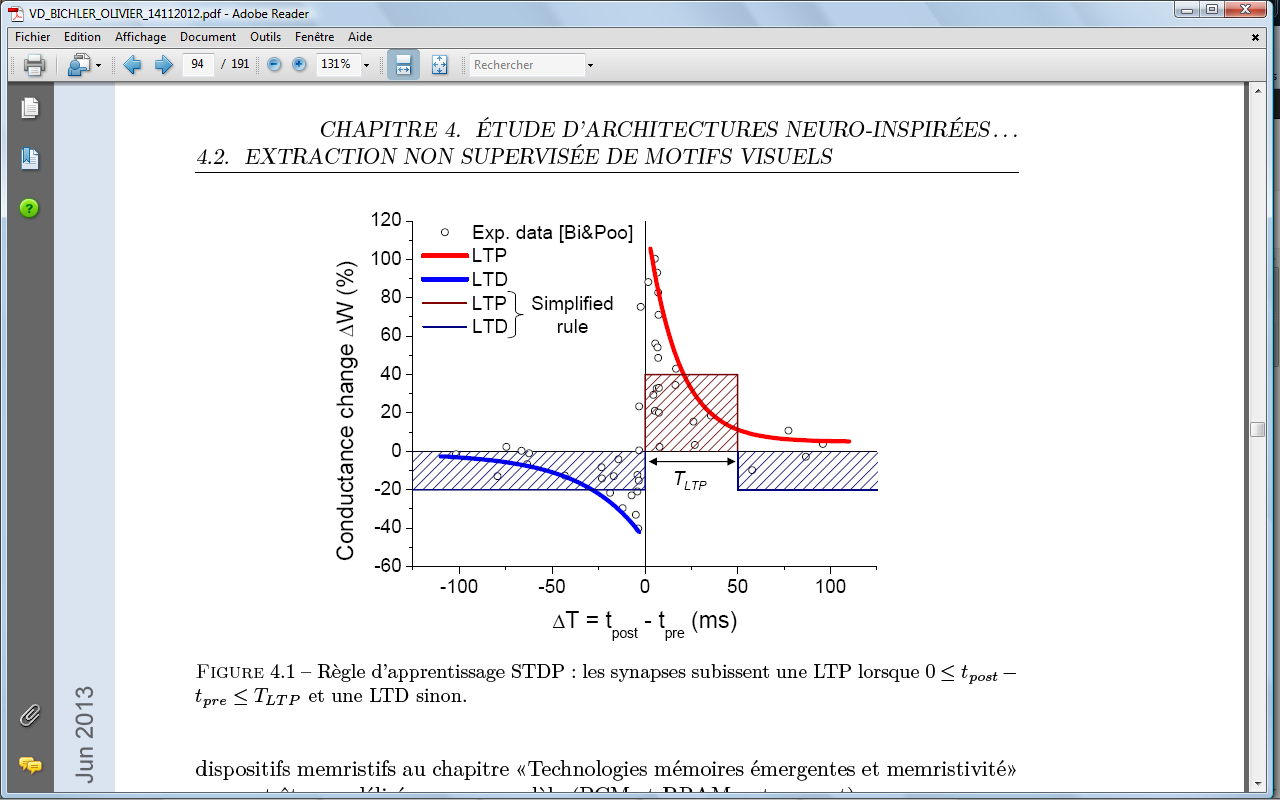 VD_BICHLER_OLIVIER_14112012.pdf - Adobe Reader
Fichier Edition Affichage Document Outils Fenêtre Aide
94 / 191 131% Rechercher
CHAPITRE 4. ÉTUDE D'ARCHITECTURES NEURO-INSPIRÉES...
4.2. EXTRACTION NON SUPERVISÉE DE MOTIFS VISUELS
120
100
80
60
40
20
0
-20
-40
-60
Conductance change ΔW (%)
Exp. data [Bi&Poo]
LTP
LTD
LTP
LTD
Simplified
rule
T_LTP
-100 -50 0 50 100
ΔT = t_post - t_pre (ms)
FIGURE 4.1 – Règle d'apprentissage STDP : les synapses subissent une LTP lorsque 0 ≤ t_post −
t_pre ≤ T_LTP et une LTD sinon.
dispositifs memristifs au chapitre «Technologies mémoires émergentes et memristivité»
Jun 2013